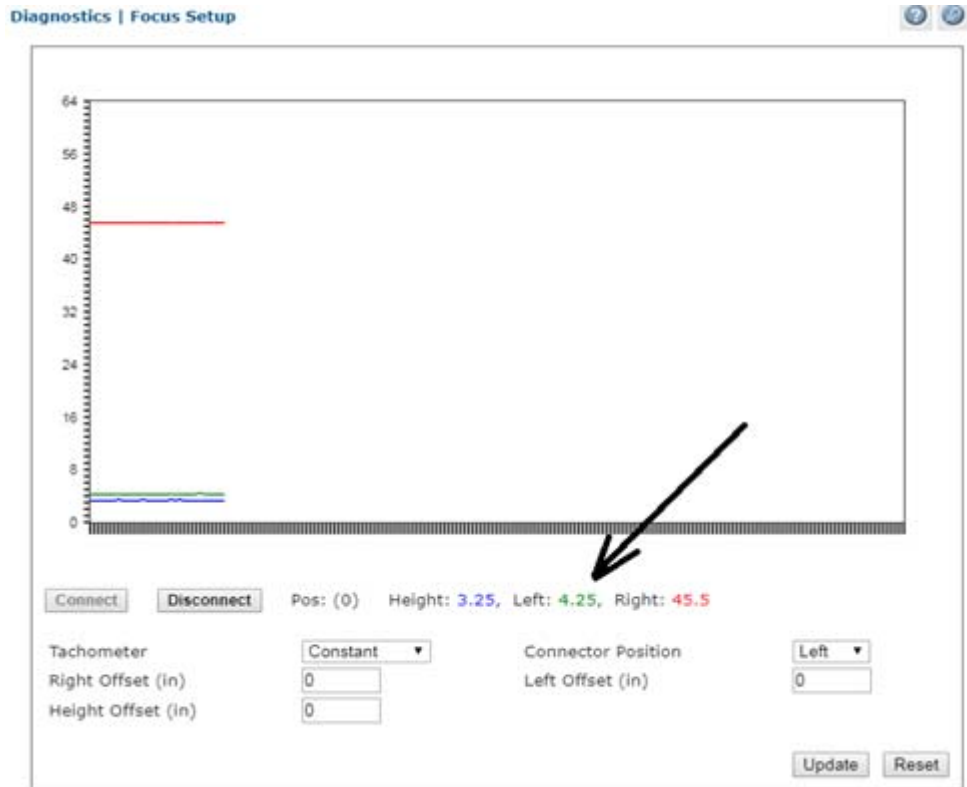 Diagnostics | Focus Setup
64
56
48
40
32
24
16
8
0
Connect Disconnect Pos: (0) Height: 3.25, Left: 4.25, Right: 45.5
Tachometer Constant Connector Position Left
Right Offset (in) 0 Left Offset (in) 0
Height Offset (in) 0
Update Reset